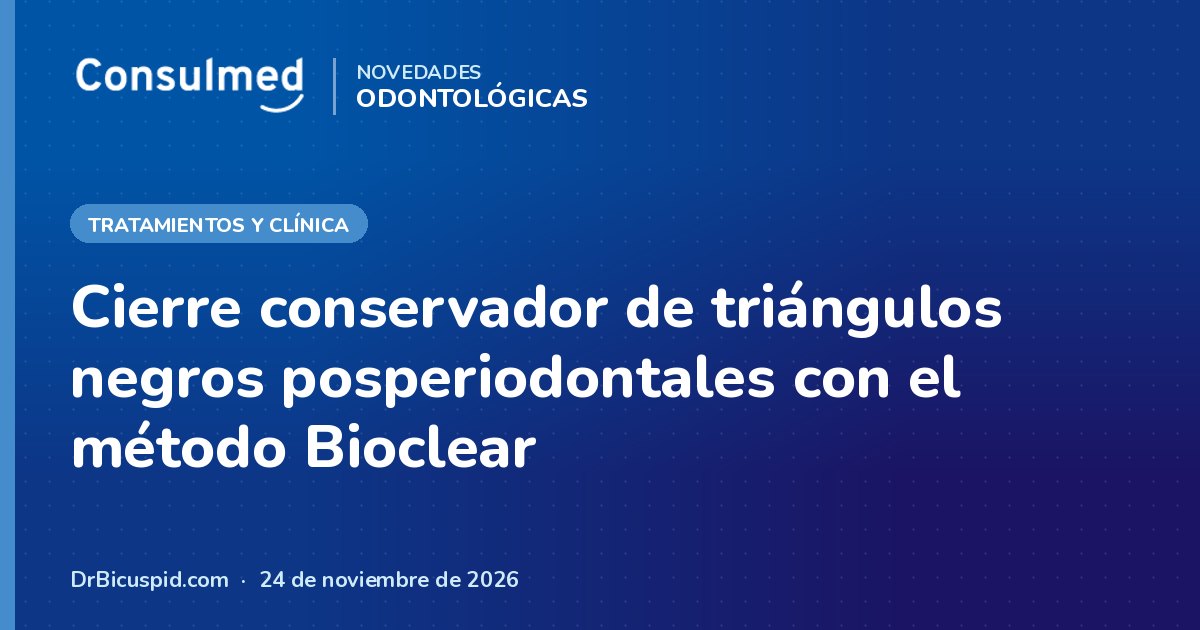 Consulmed
NOVEDADES
ODONTOLÓGICAS
TRATAMIENTOS Y CLÍNICA
Cierre conservador de triángulos
negros posperiodontales con el
método Bioclear
DrBicuspid.com · 24 de noviembre de 2026